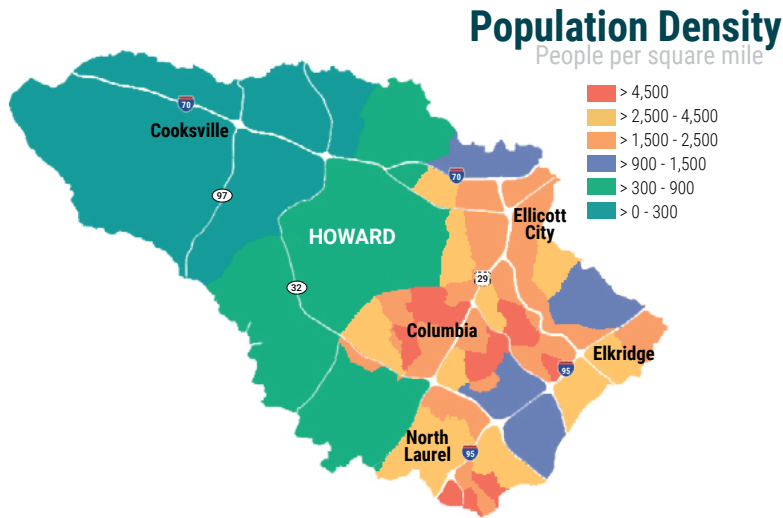 Population Density
People per square mile
> 4,500
> 2,500 - 4,500
> 1,500 - 2,500
> 900 - 1,500
> 300 - 900
> 0 - 300
70
Cooksville
70
97
Ellicott
City
HOWARD
29
32
Columbia
Elkridge
95
North
Laurel
95